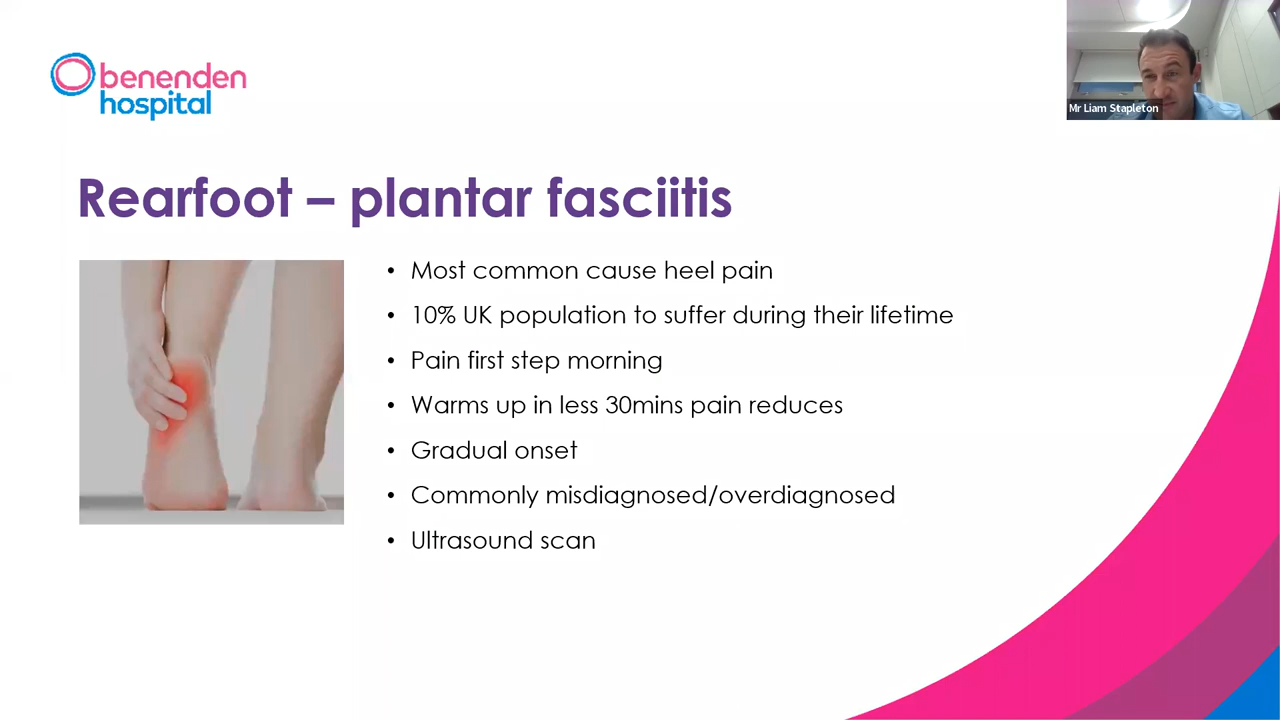 benenden
hospital
Mr Liam Stapleton
Rearfoot – plantar fasciitis
• Most common cause heel pain
• 10% UK population to suffer during their lifetime
• Pain first step morning
• Warms up in less 30mins pain reduces
• Gradual onset
• Commonly misdiagnosed/overdiagnosed
• Ultrasound scan